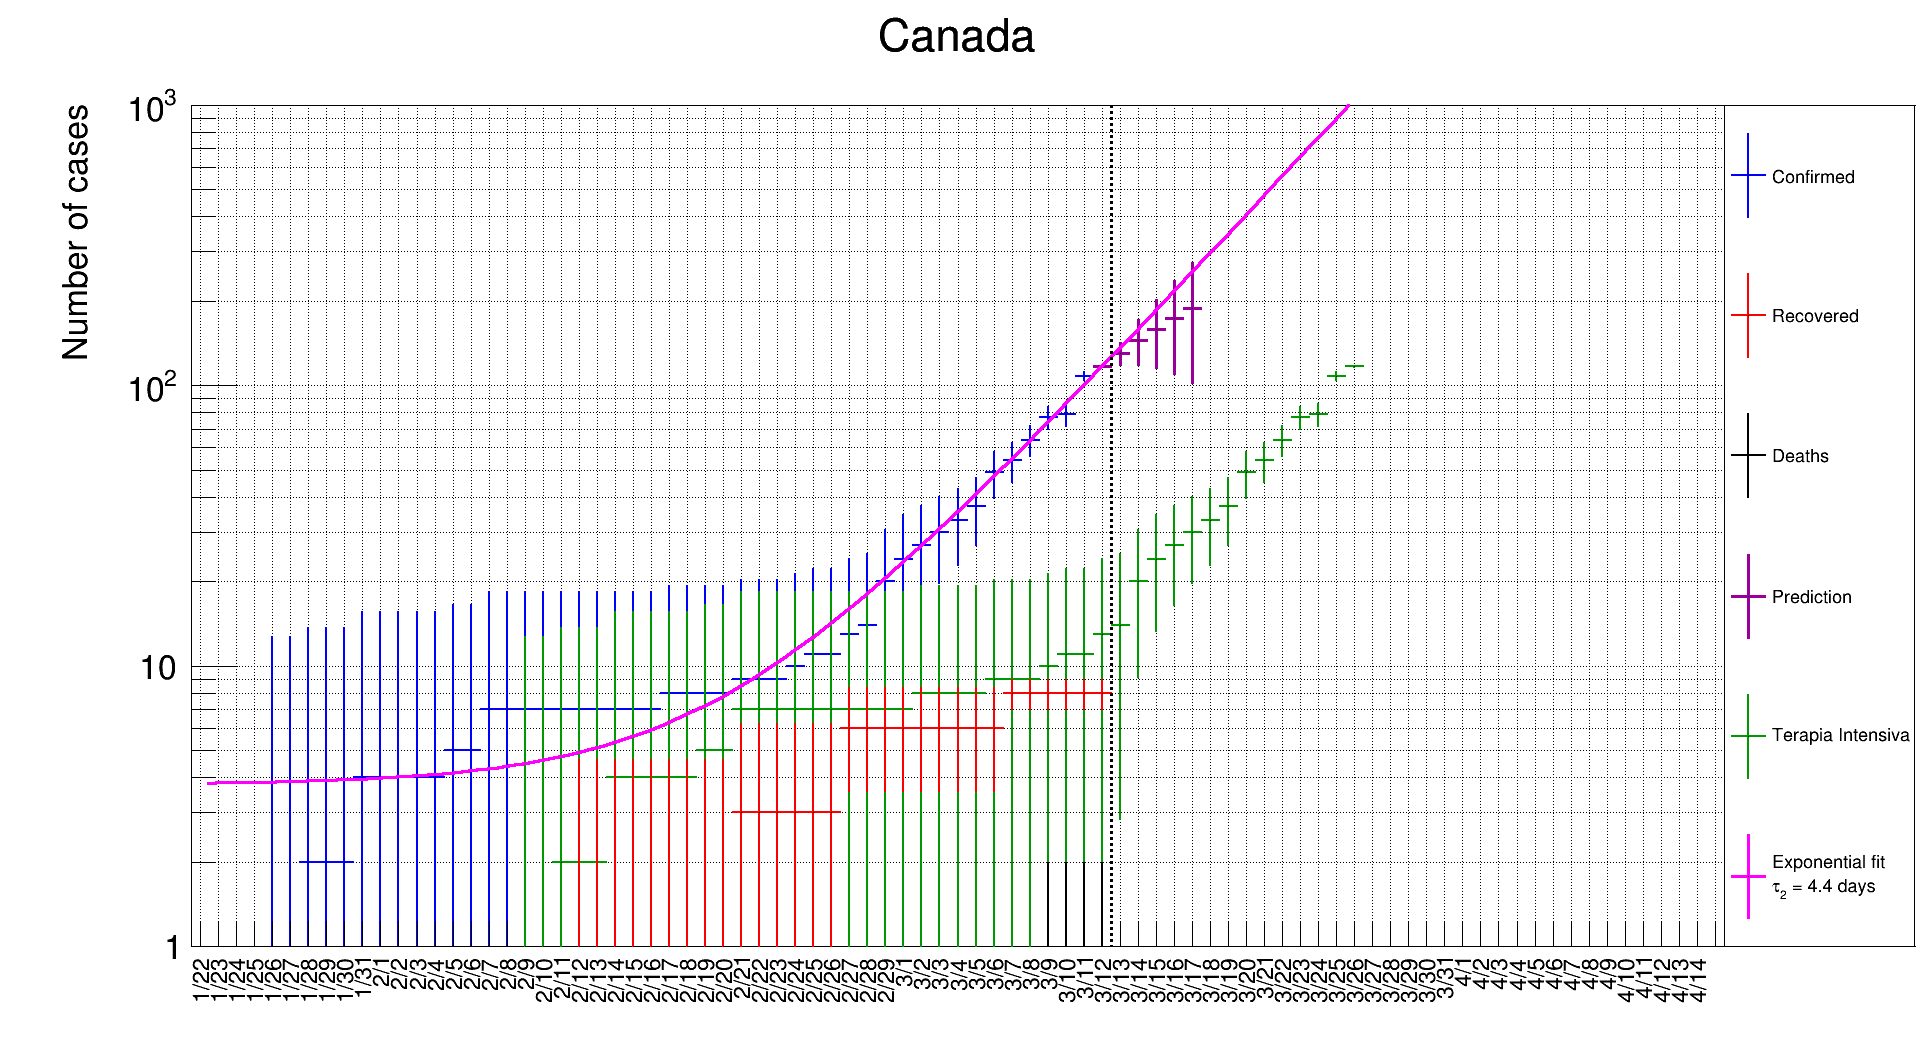 Canada
Number of cases
10³
10²
10
1
1/22 1/23 1/24 1/25 1/26 1/27 1/28 1/29 1/30 1/31 2/1 2/2 2/3 2/4 2/5 2/6 2/7 2/8 2/9 2/10 2/11 2/12 2/13 2/14 2/15 2/16 2/17 2/18 2/19 2/20 2/21 2/22 2/23 2/24 2/25 2/26 2/27 2/28 2/29 3/1 3/2 3/3 3/4 3/5 3/6 3/7 3/8 3/9 3/10 3/11 3/12 3/13 3/14 3/15 3/16 3/17 3/18 3/19 3/20 3/21 3/22 3/23 3/24 3/25 3/26 3/27 3/28 3/29 3/30 3/31 4/1 4/2 4/3 4/4 4/5 4/6 4/7 4/8 4/9 4/10 4/11 4/12 4/13 4/14
Confirmed
Recovered
Deaths
Prediction
Terapia Intensiva
Exponential fit
τ₂ = 4.4 days